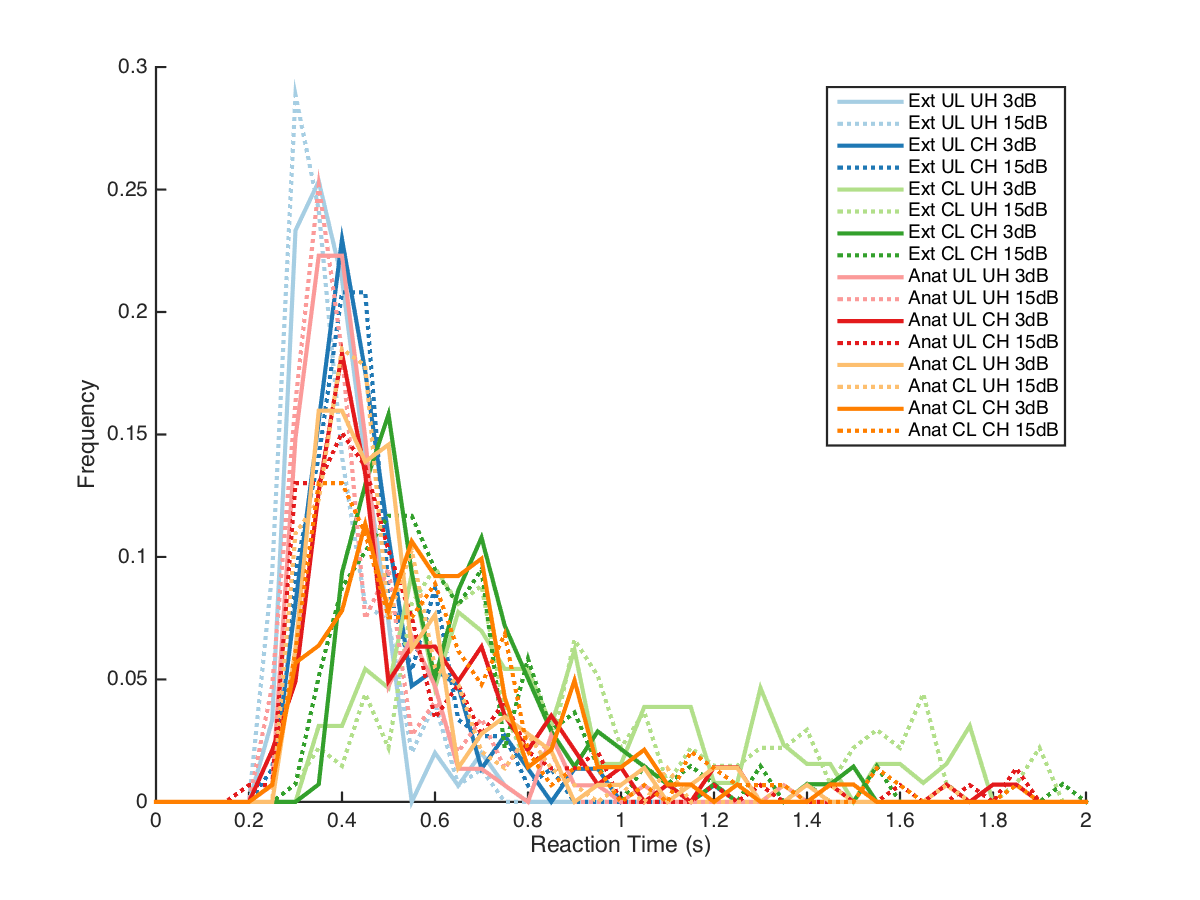 0.3
0.25
0.2
0.15
0.1
0.05
0
Frequency
0 0.2 0.4 0.6 0.8 1 1.2 1.4 1.6 1.8 2
Reaction Time (s)
Ext UL UH 3dB
Ext UL UH 15dB
Ext UL CH 3dB
Ext UL CH 15dB
Ext CL UH 3dB
Ext CL UH 15dB
Ext CL CH 3dB
Ext CL CH 15dB
Anat UL UH 3dB
Anat UL UH 15dB
Anat UL CH 3dB
Anat UL CH 15dB
Anat CL UH 3dB
Anat CL UH 15dB
Anat CL CH 3dB
Anat CL CH 15dB